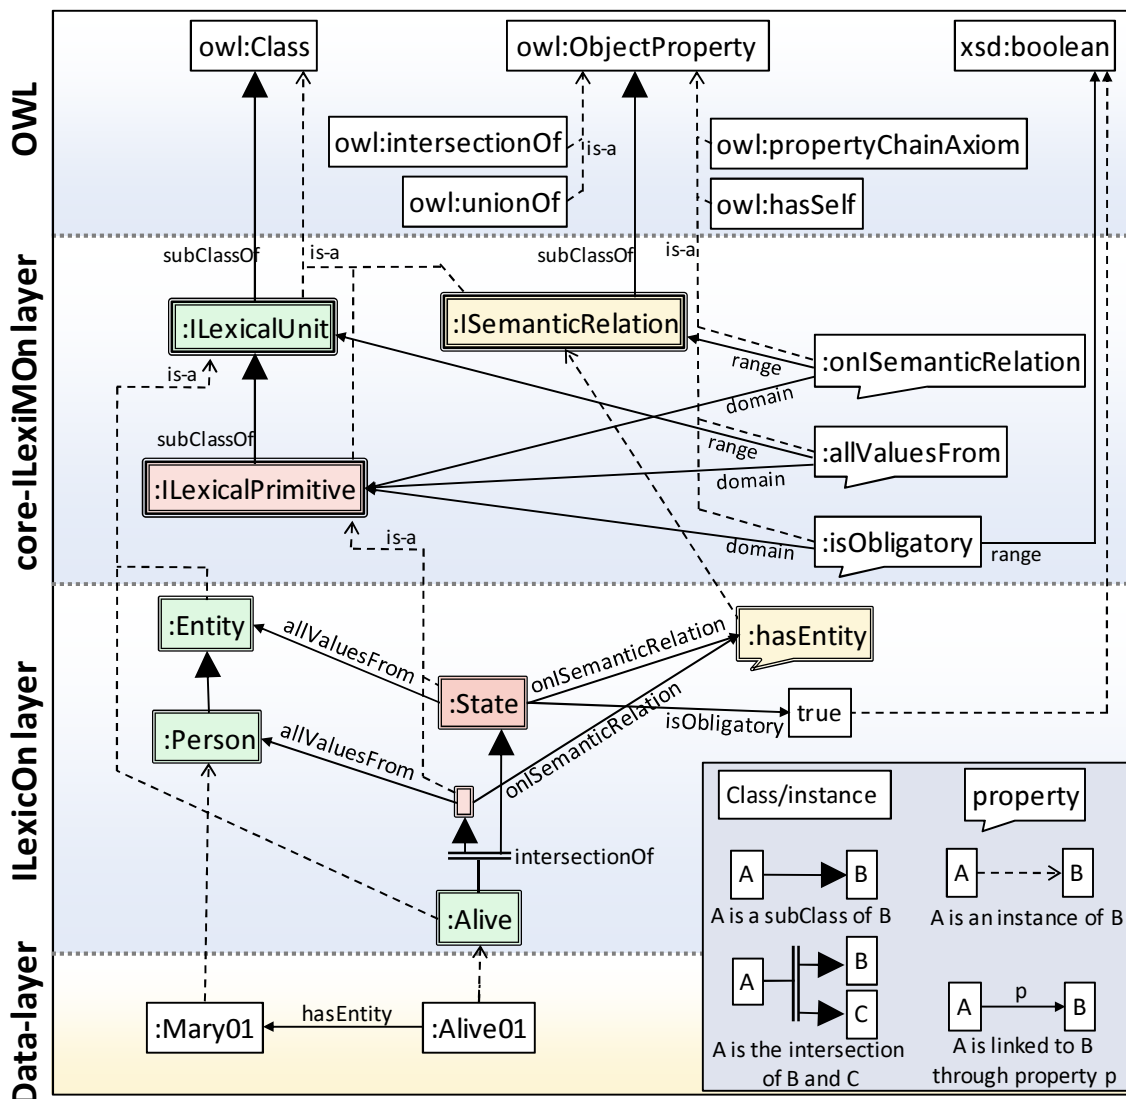 OWL
owl:Class
owl:ObjectProperty
xsd:boolean
owl:intersectionOf
is-a
owl:propertyChainAxiom
owl:unionOf
owl:hasSelf
core-ILexiMOn layer
subClassOf
is-a
subClassOf
is-a
:ILexicalUnit
:ISemanticRelation
:onISemanticRelation
range
is-a
domain
subClassOf
:allValuesFrom
range
domain
:ILexicalPrimitive
is-a
:isObligatory
domain
range
ILexicOn layer
:Entity
allValuesFrom
onISemanticRelation
:hasEntity
:State
isObligatory
true
:Person
allValuesFrom
onISemanticRelation
intersectionOf
:Alive
Data-layer
:Mary01
hasEntity
:Alive01
Class/instance
property
A
B
A is a subClass of B
A
B
A is an instance of B
A
B
C
A is the intersection
of B and C
A
p
B
A is linked to B
through property p